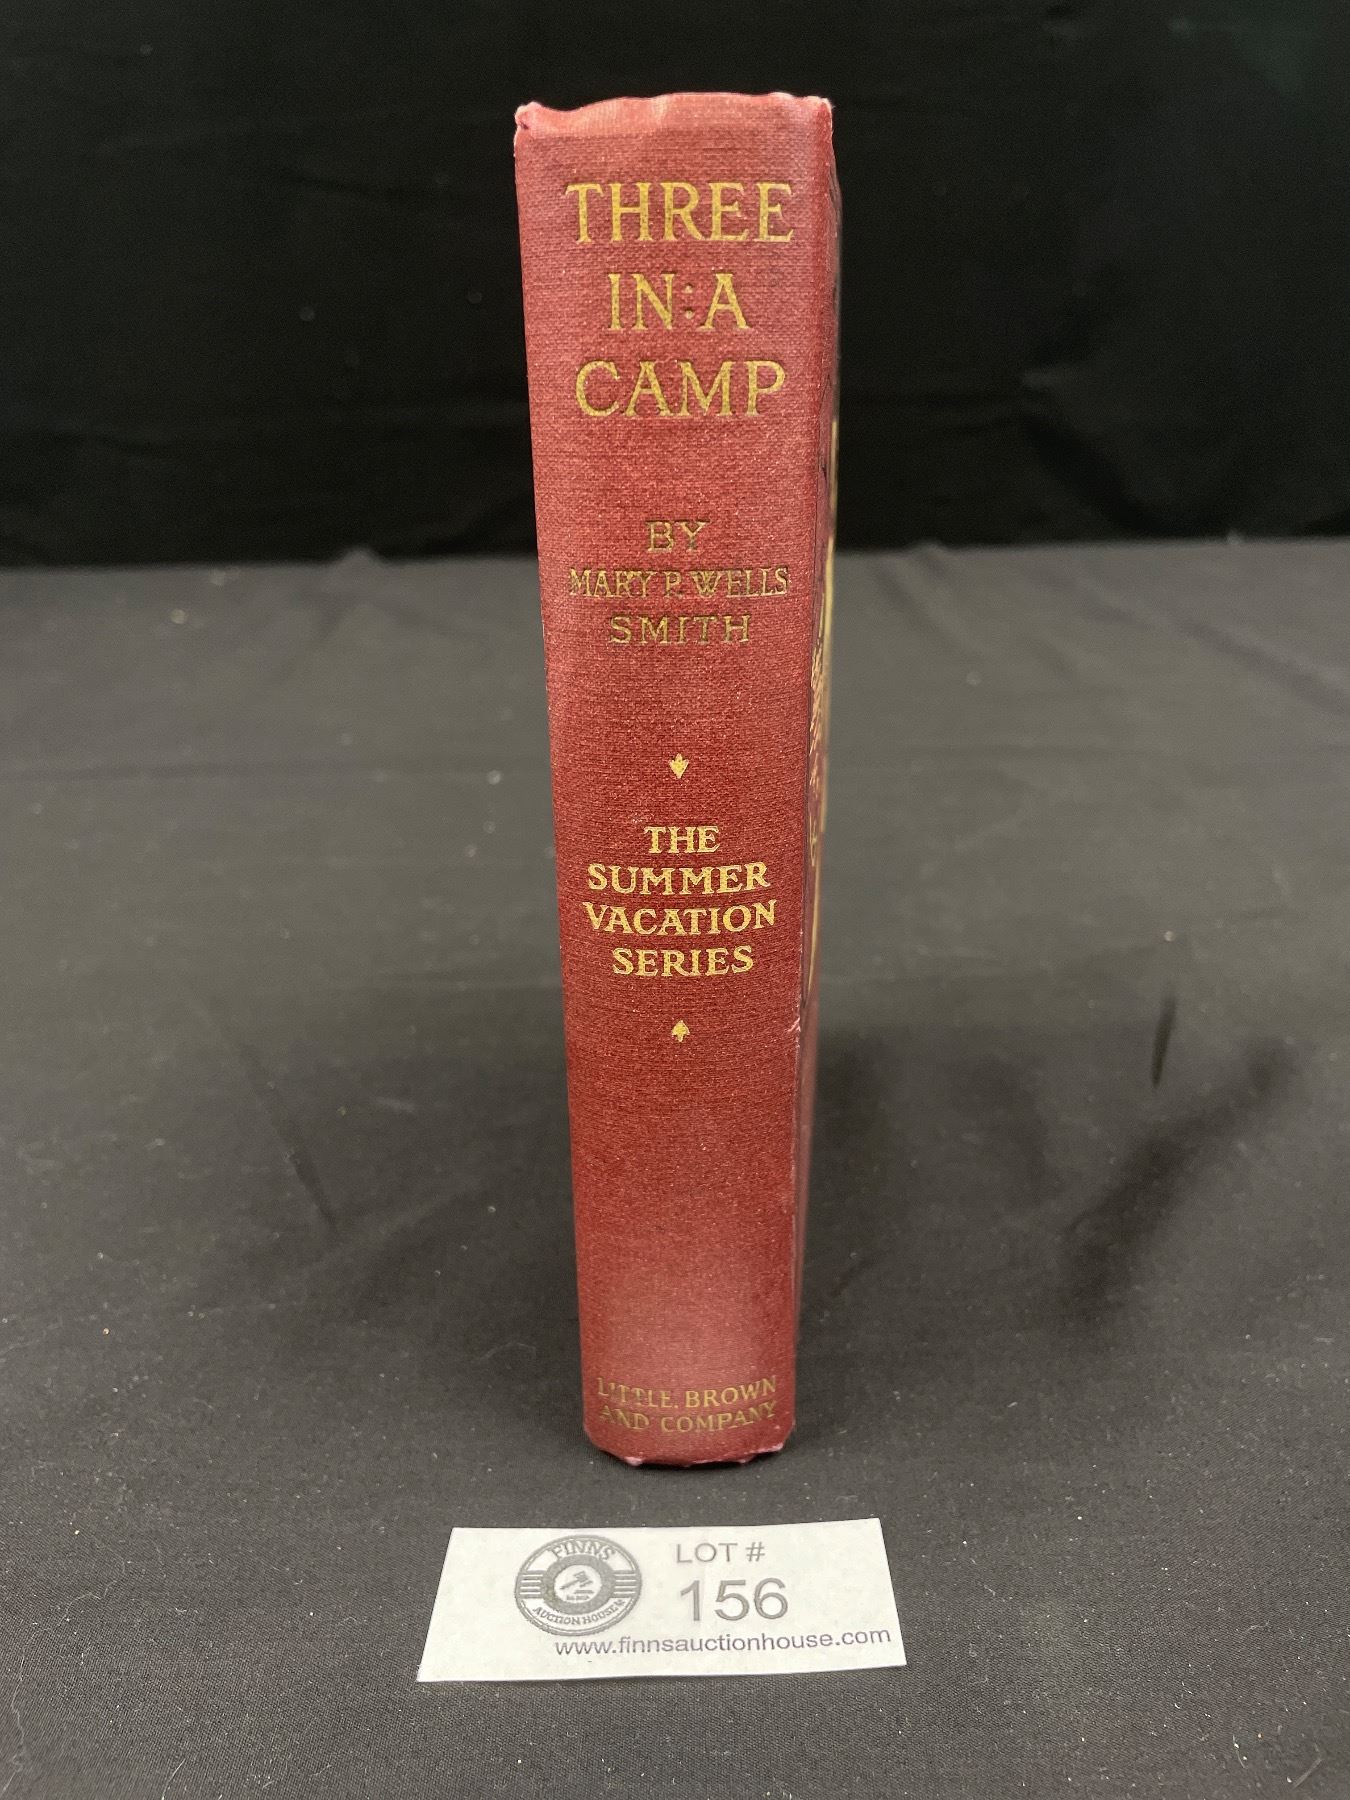 THREE
IN:A
CAMP
BY
MARY P. WELLS
SMITH
THE
SUMMER
VACATION
SERIES
LITTLE, BROWN
AND COMPANY
FINNS
AUCTION HOUSE
LOT #
156
www.finnsauctionhouse.com